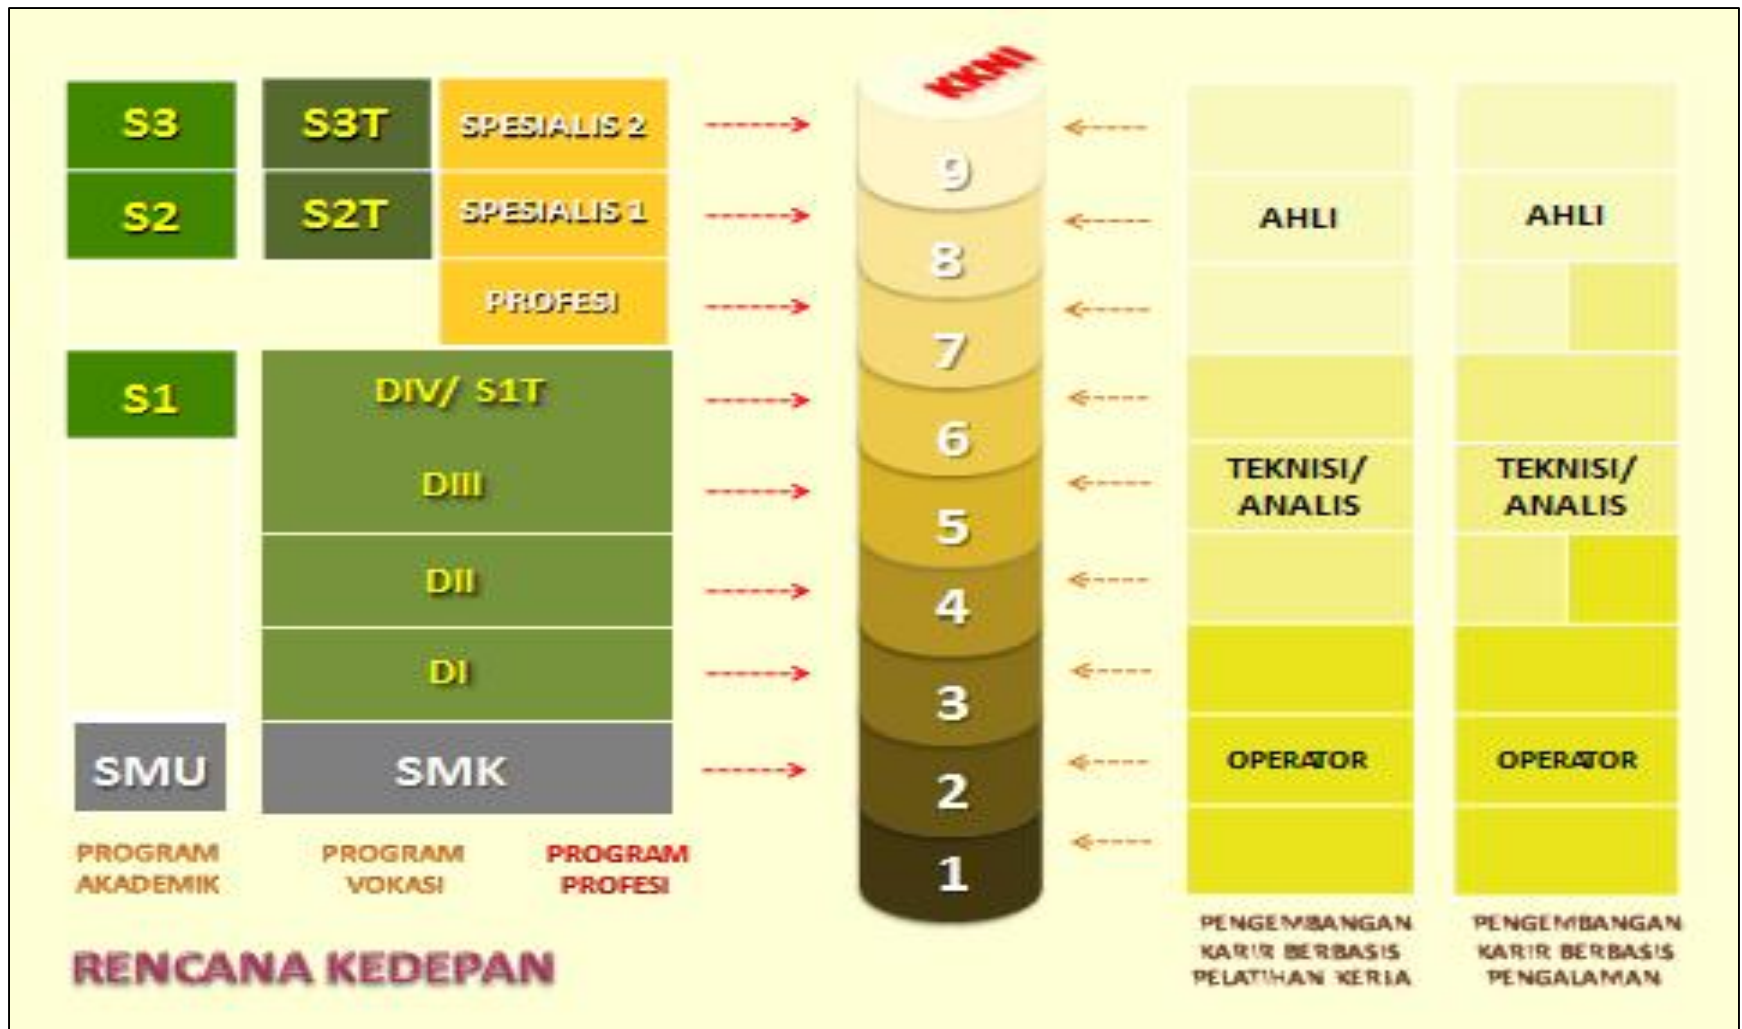 KKNI
S3
S3T
SPESIALIS 2
9
S2
S2T
SPESIALIS 1
8
AHLI
AHLI
PROFESI
7
S1
DIV/ S1T
6
DIII
5
TEKNISI/
ANALIS
TEKNISI/
ANALIS
DII
4
DI
3
SMU
SMK
2
OPERATOR
OPERATOR
1
PROGRAM
AKADEMIK
PROGRAM
VOKASI
PROGRAM
PROFESI
PENGEMBANGAN
KARIR BERBASIS
PELATIHAN KERJA
PENGEMBANGAN
KARIR BERBASIS
PENGALAMAN
RENCANA KEDEPAN